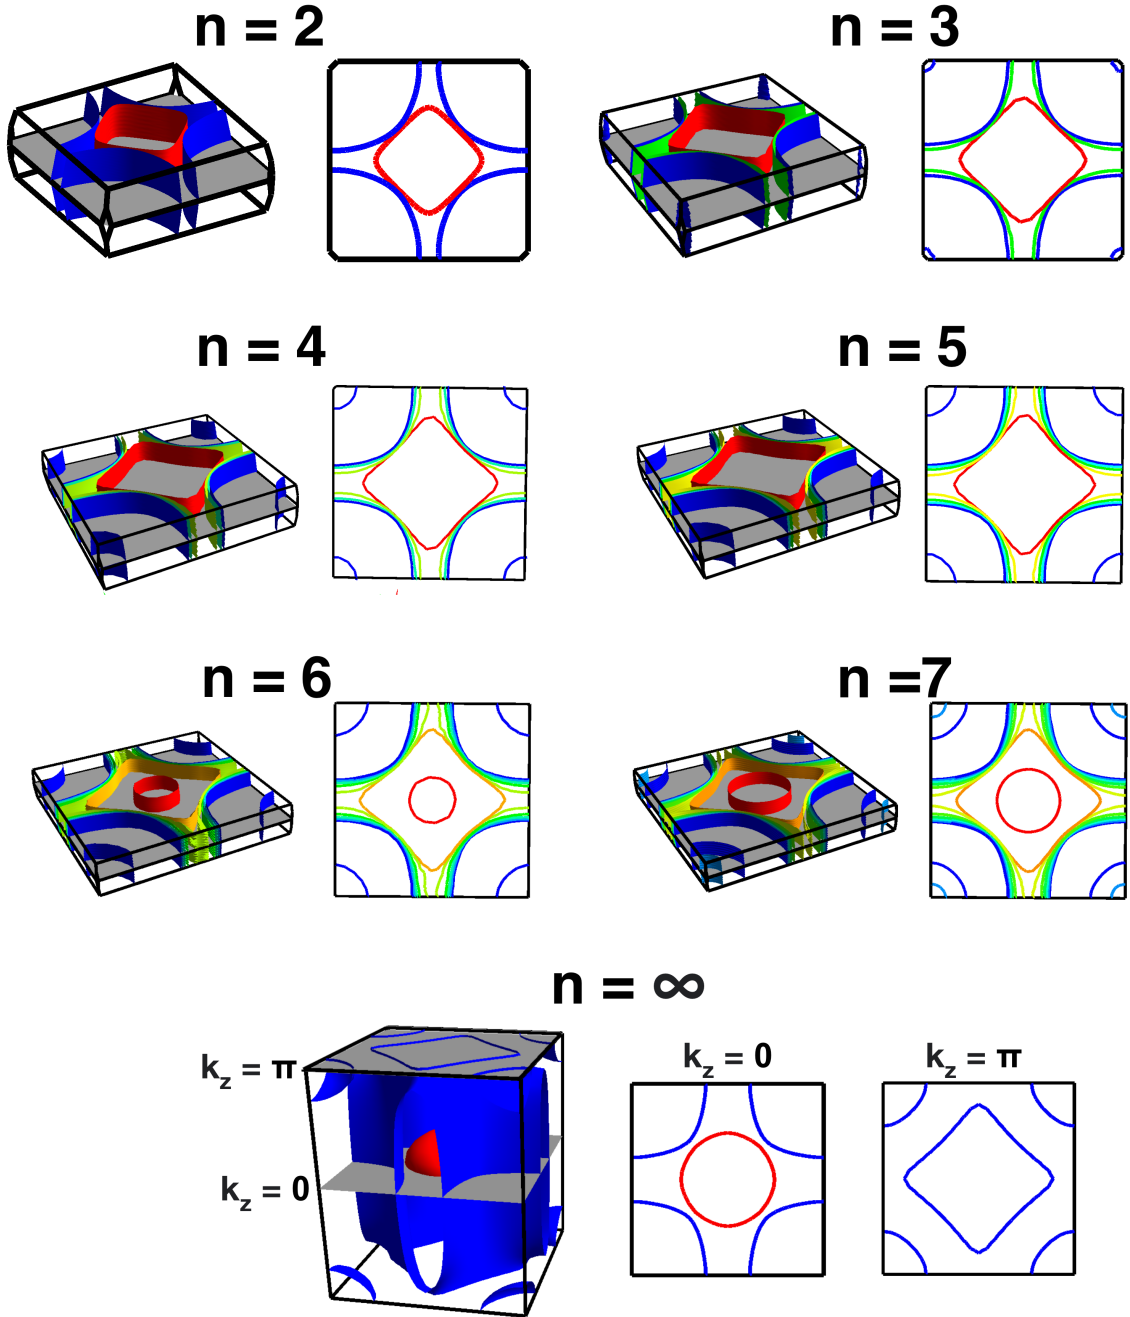 n = 2
n = 3
n = 4
n = 5
n = 6
n =7
n = ∞
k_z = π
k_z = 0
k_z = 0
k_z = π